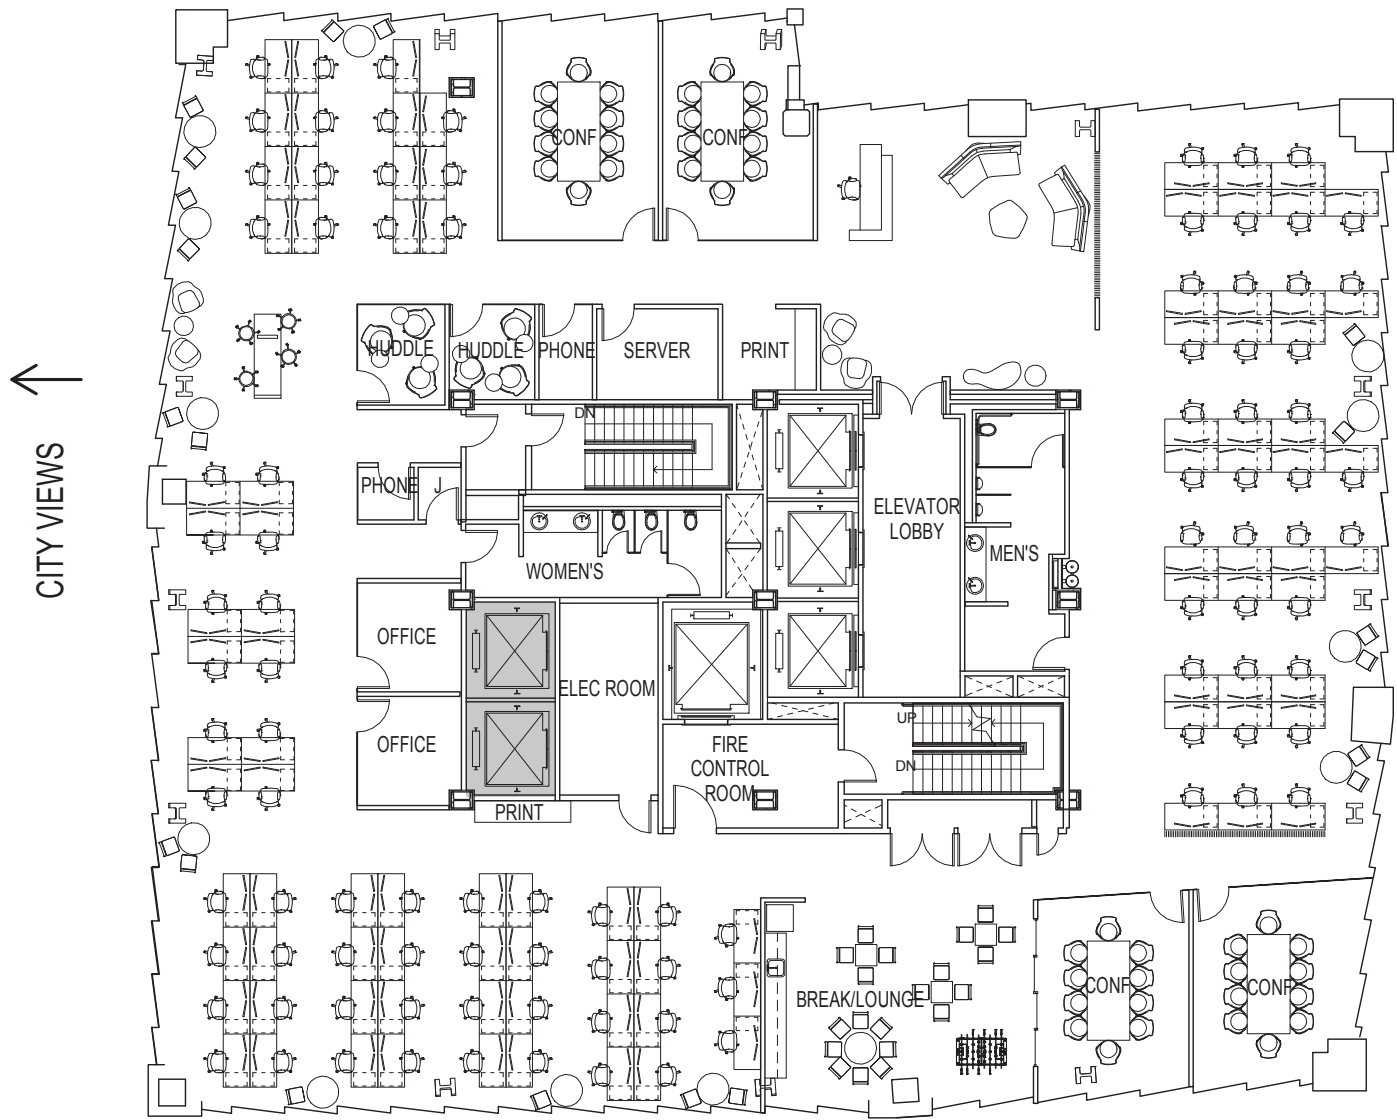 CONF
CONF
HUDDLE
HUDDLE
PHONE
SERVER
PRINT
DN
CITY VIEWS
PHONE
J
ELEVATOR
LOBBY
MEN'S
WOMEN'S
OFFICE
ELEC ROOM
OFFICE
UP
DN
FIRE
CONTROL
ROOM
PRINT
BREAK/LOUNGE
CONF
CONF